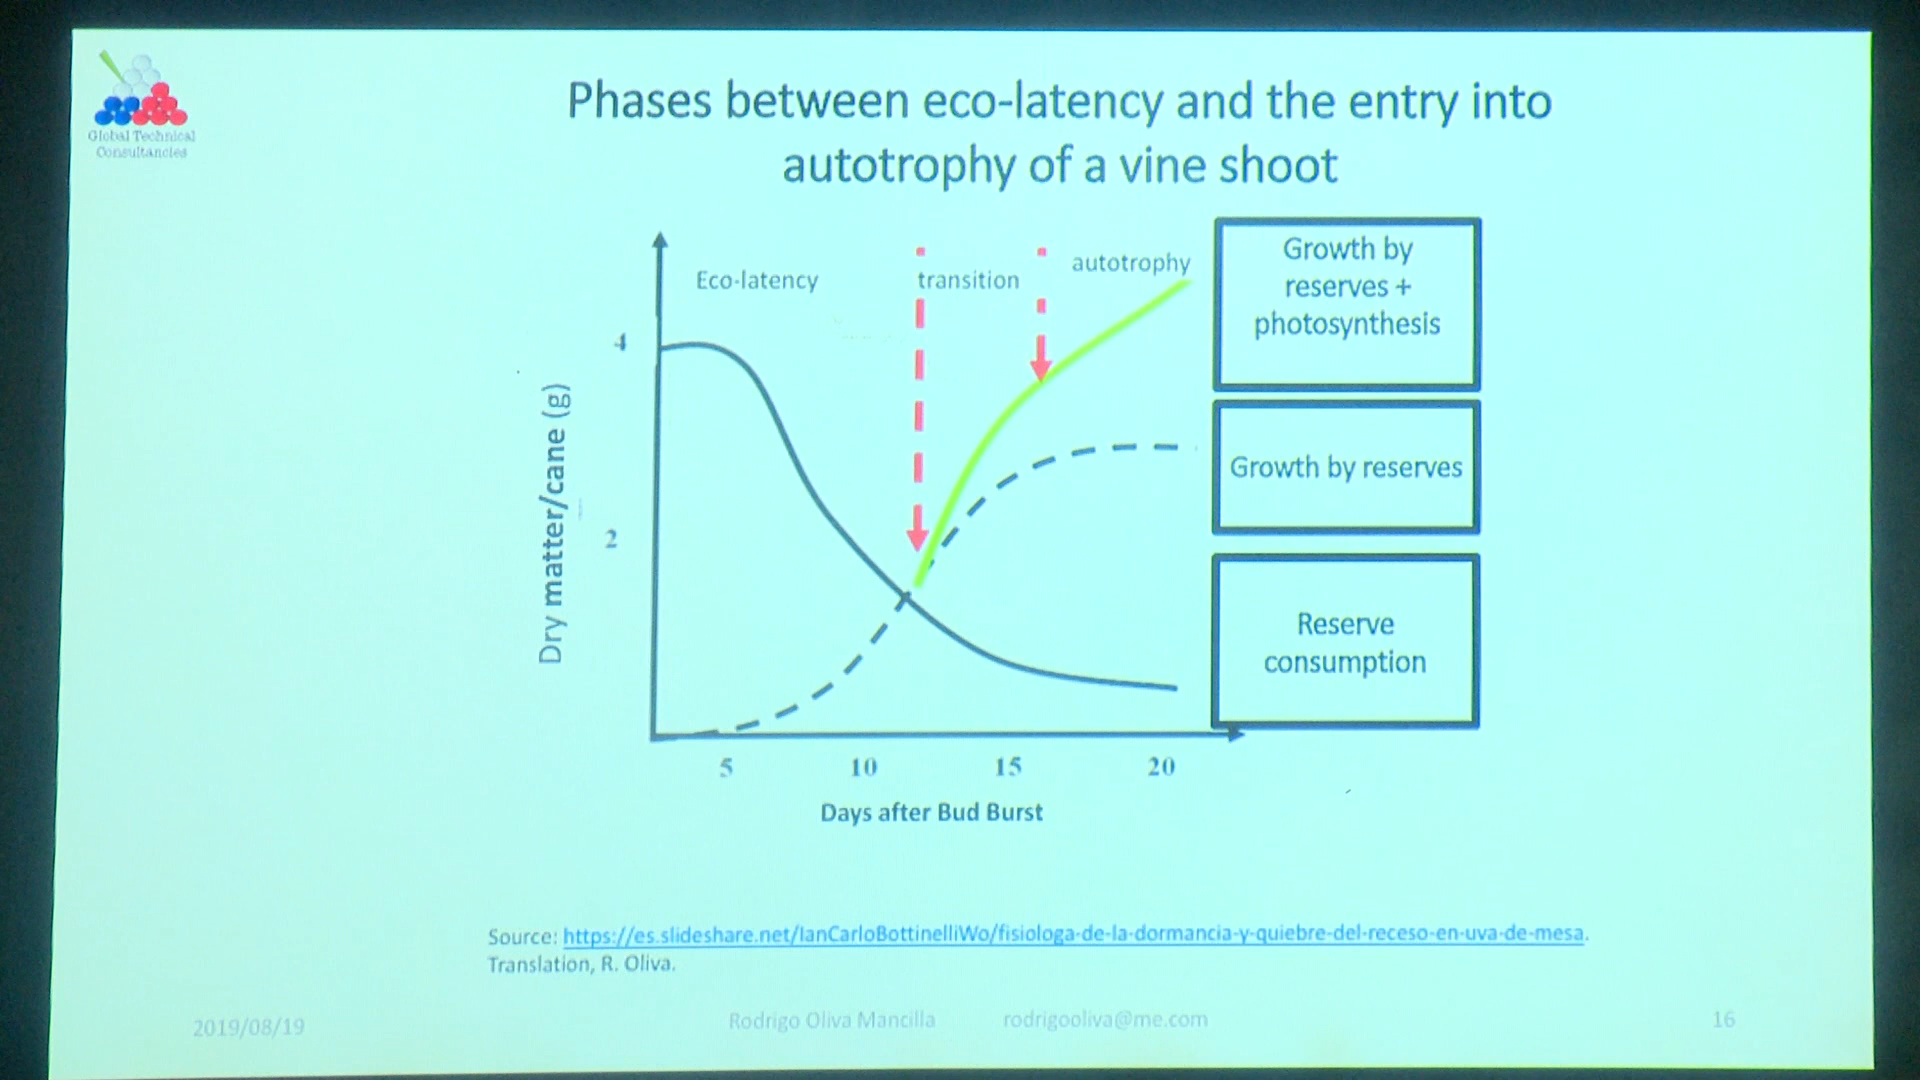 Global Technical
Consultancies
Phases between eco-latency and the entry into
autotrophy of a vine shoot
Eco-latency
transition
autotrophy
Growth by
reserves +
photosynthesis
Growth by reserves
Reserve
consumption
Dry matter/cane (g)
4
2
5 10 15 20
Days after Bud Burst
Source: https://es.slideshare.net/IanCarloBottinelliWo/fisiologa-de-la-dormancia-y-quiebre-del-receso-en-uva-de-mesa.
Translation, R. Oliva.
2019/08/19
Rodrigo Oliva Mancilla rodrigooliva@me.com
16